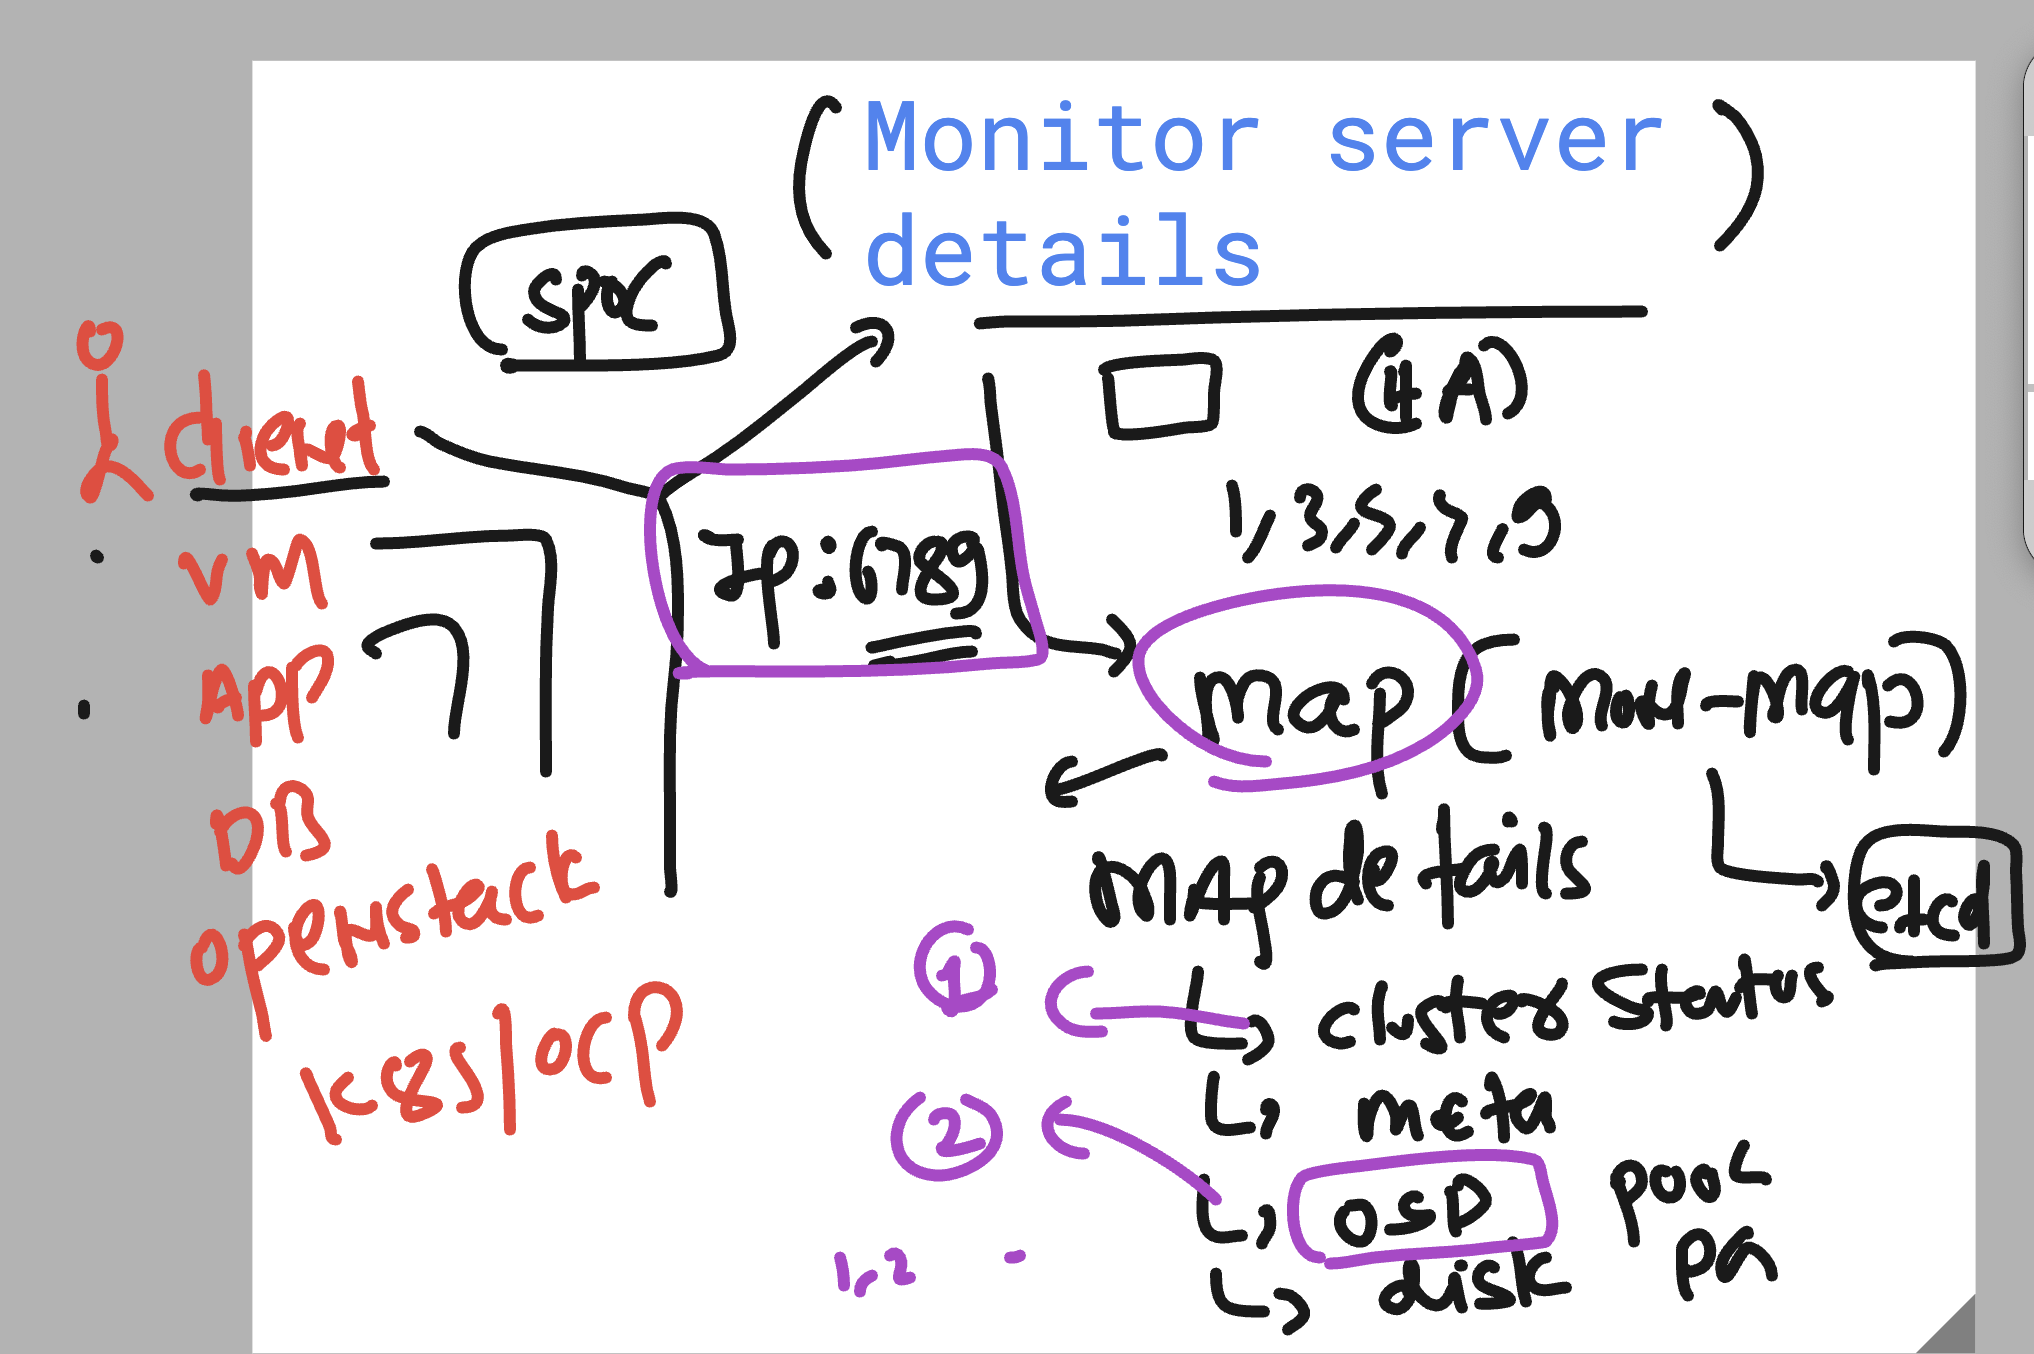 (Monitor server
details)
SPOC
(HA)
Client
1,3,5,7,9
VM
IP:6789
APP
map (Mon-Map)
DB
MAP details
etcd
openstack
1
cluster status
K8s/OCP
2
meta
OSD
pool
PG
1,2 -
disk